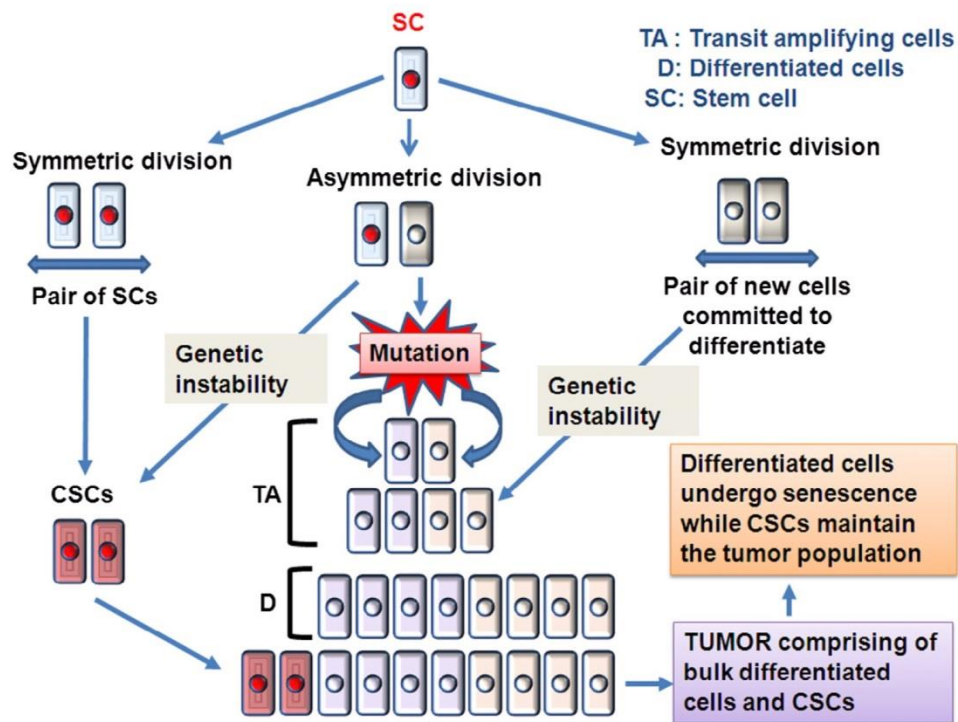 SC
TA : Transit amplifying cells
D: Differentiated cells
SC: Stem cell
Symmetric division
Asymmetric division
Symmetric division
Pair of SCs
Pair of new cells
committed to
differentiate
Genetic
instability
Mutation
Genetic
instability
TA
CSCs
D
Differentiated cells
undergo senescence
while CSCs maintain
the tumor population
TUMOR comprising of
bulk differentiated
cells and CSCs